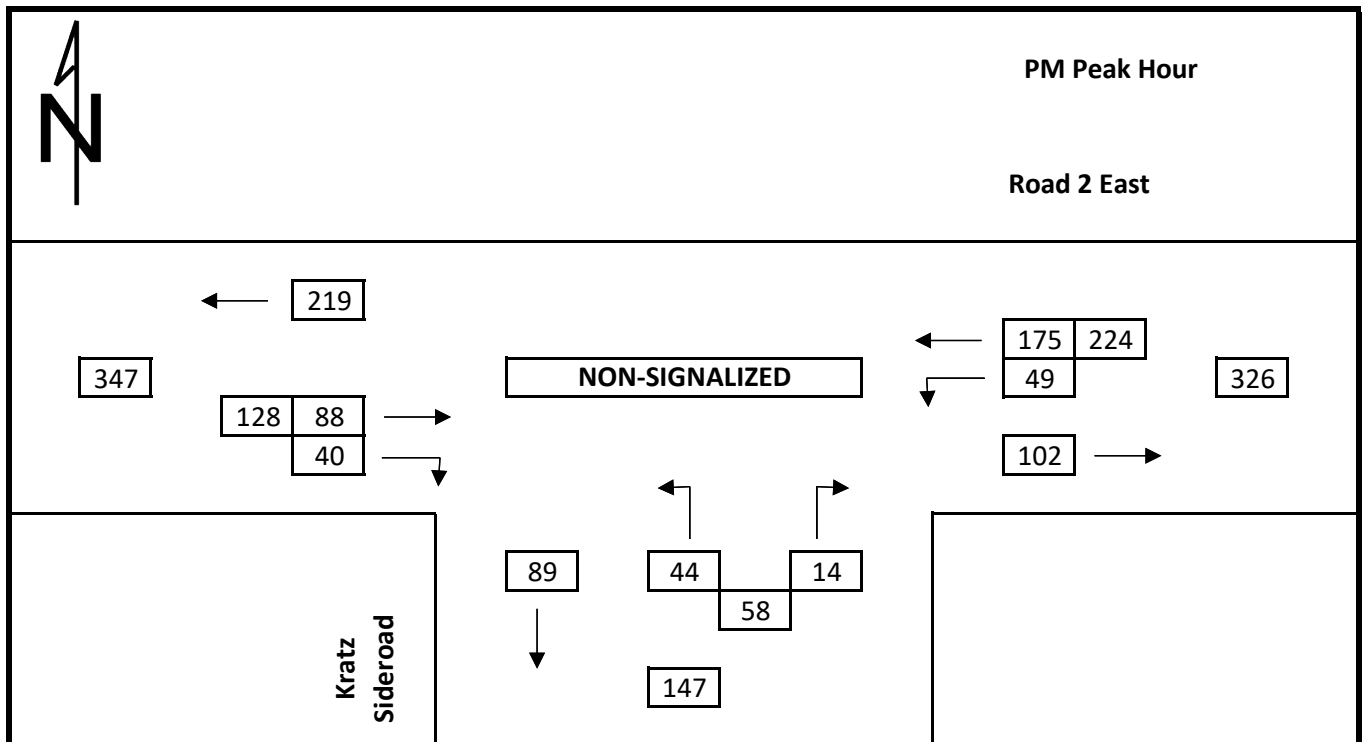 N
PM Peak Hour
Road 2 East
219
175 224
347
NON-SIGNALIZED
49
326
128 88
40
102
89
44
14
58
Kratz
Sideroad
147